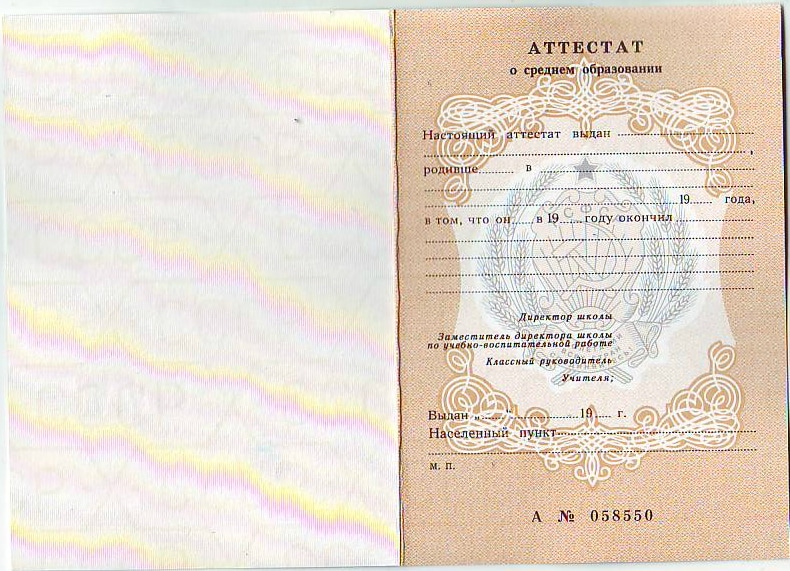 АТТЕСТАТ
о среднем образовании
Настоящий аттестат выдан
,
родивше...... в
19..... года,
в том, что он.... в 19.....году окончил
РСФСР
Директор школы
Заместитель директора школы
по учебно-воспитательной работе
Классный руководитель
Учителя;
Выдан „......“ ..................19..... г.
Населенный пункт
м. п.
А № 058550